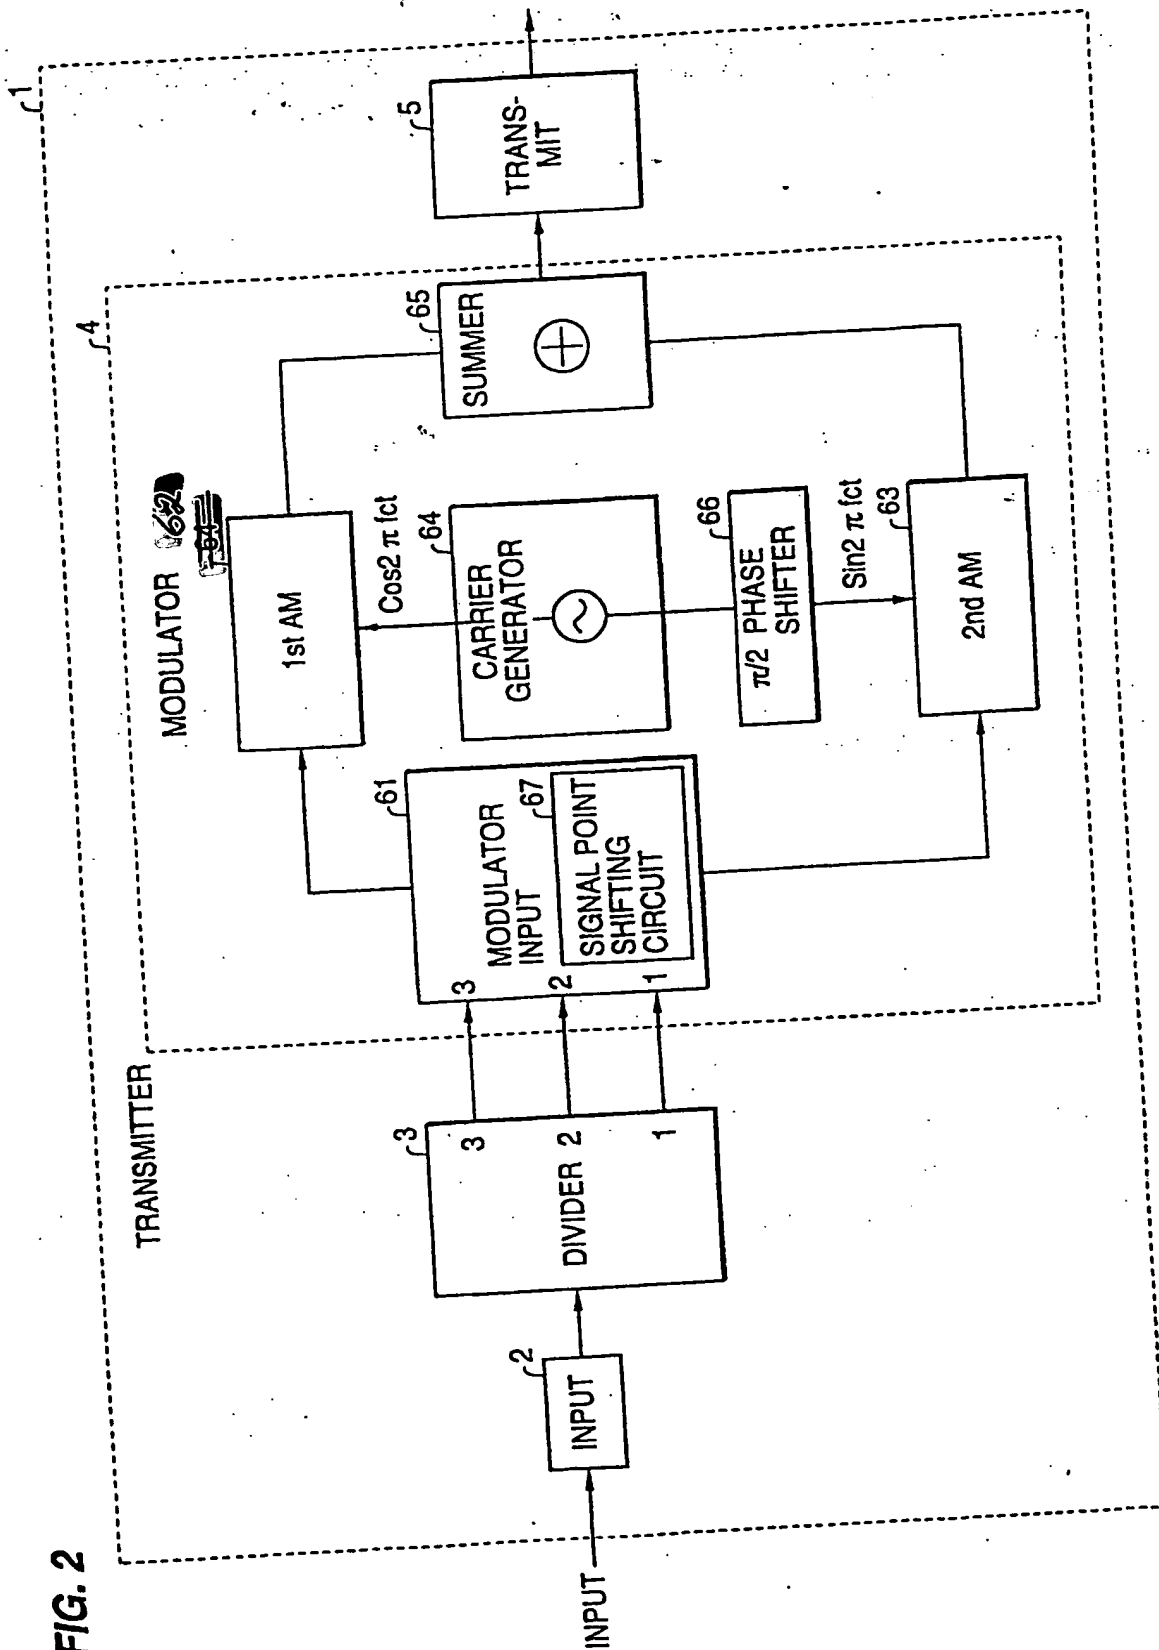 FIG. 2
1
TRANSMITTER
4
MODULATOR
62
INPUT
2
INPUT
3
3
DIVIDER 2
1
61
3
MODULATOR
INPUT
2
67
SIGNAL POINT
SHIFTING
CIRCUIT
1
1st AM
Cos2 π fct
64
CARRIER
GENERATOR
~
66
π/2 PHASE
SHIFTER
Sin2 π fct
63
2nd AM
65
SUMMER
+
5
TRANS-
MIT